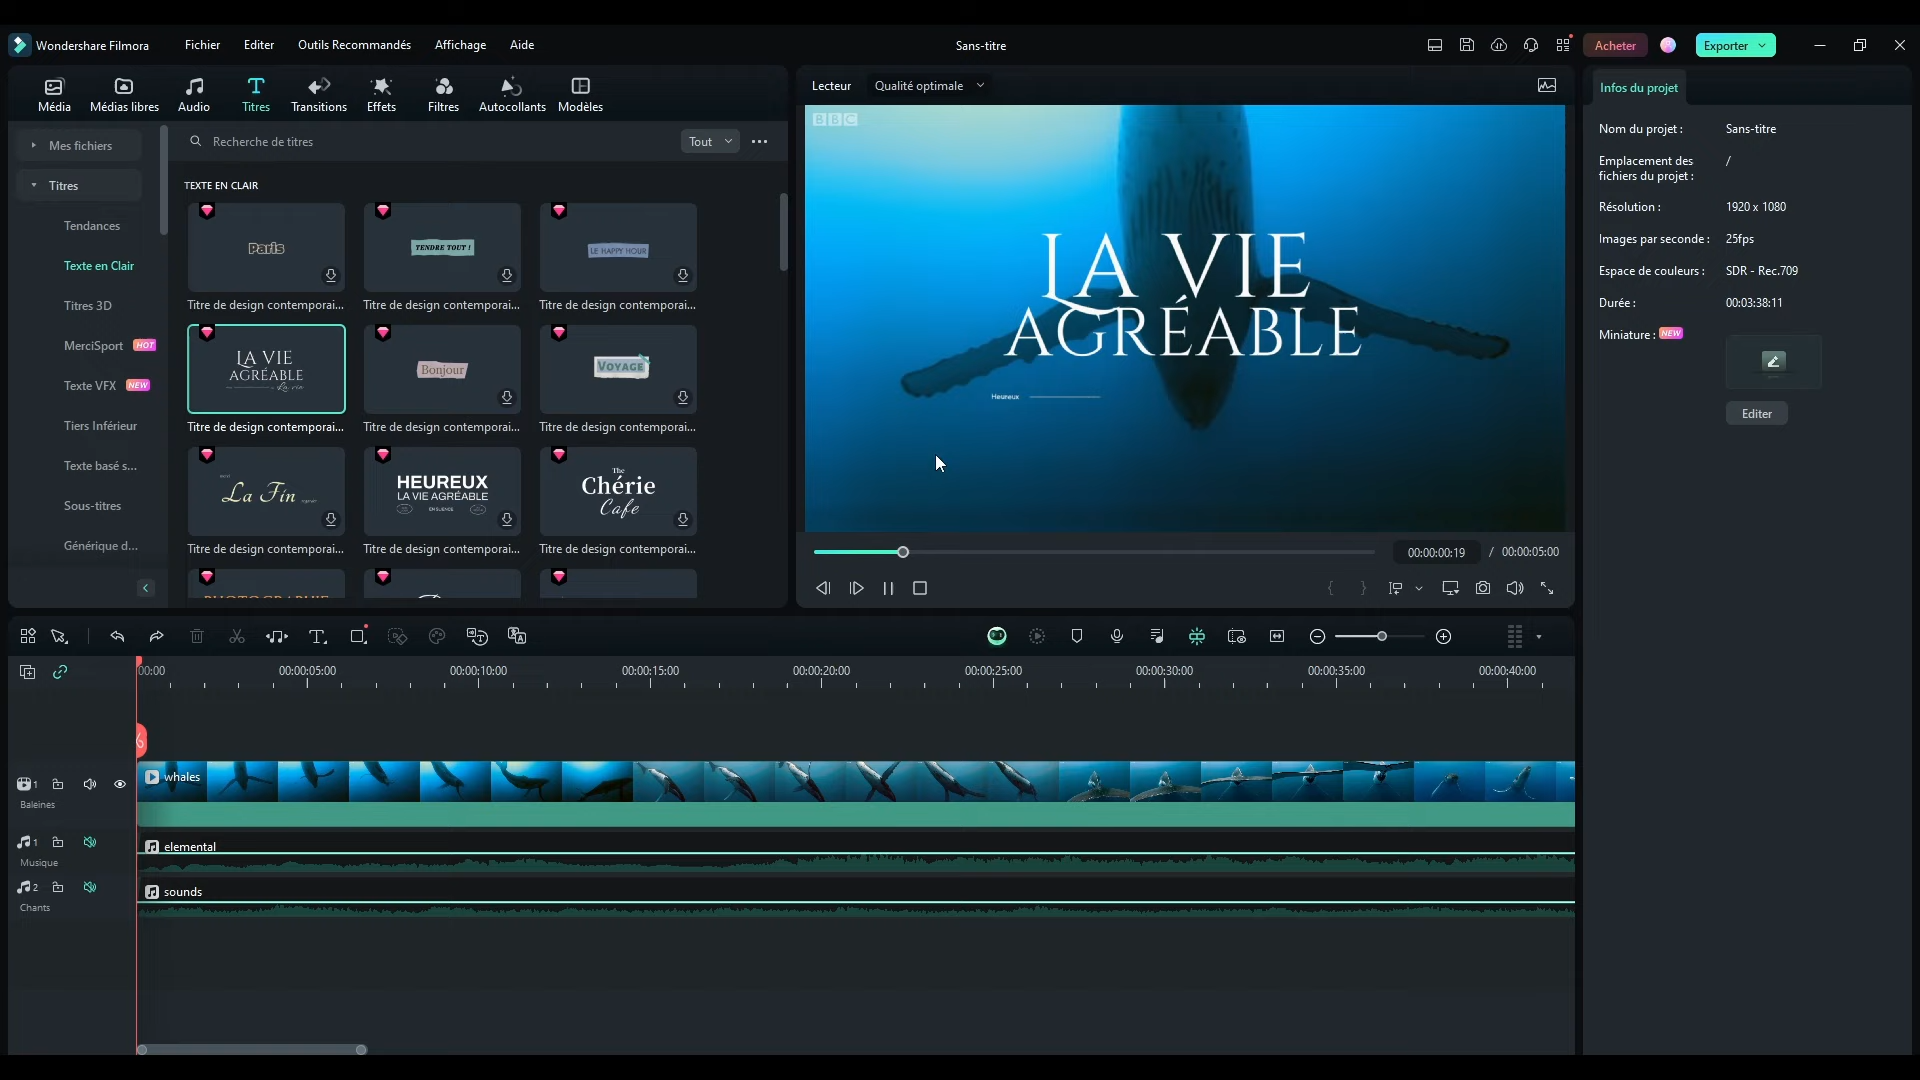 Wondershare Filmora
Fichier
Editer
Outils Recommandés
Affichage
Aide
Sans-titre
Acheter
Exporter
Média
Médias libres
Audio
Titres
Transitions
Effets
Filtres
Autocollants
Modèles
Mes fichiers
Titres
Tendances
Texte en Clair
Titres 3D
MerciSport HOT
Texte VFX NEW
Tiers Inférieur
Texte basé s...
Sous-titres
Générique d...
Recherche de titres
Tout
TEXTE EN CLAIR
Paris
TENDRE TOUT !
LE HAPPY HOUR
Titre de design contemporai...
Titre de design contemporai...
Titre de design contemporai...
LA VIE
AGRÉABLE
La vie
Bonjour
VOYAGE
Titre de design contemporai...
Titre de design contemporai...
Titre de design contemporai...
La Fin
HEUREUX
LA VIE AGRÉABLE
The
Chérie
Cafe
Titre de design contemporai...
Titre de design contemporai...
Titre de design contemporai...
PHOTOGRAPHIE
Lecteur
Qualité optimale
BBC
LA VIE
AGRÉABLE
Heureux
00:00:00:19 / 00:00:05:00
Infos du projet
Nom du projet : Sans-titre
Emplacement des
fichiers du projet : /
Résolution : 1920 x 1080
Images par seconde : 25fps
Espace de couleurs : SDR - Rec.709
Durée : 00:03:38:11
Miniature : NEW
Editer
00:00
00:00:05:00
00:00:10:00
00:00:15:00
00:00:20:00
00:00:25:00
00:00:30:00
00:00:35:00
00:00:40:00
1
whales
Baleines
1
elemental
Musique
2
sounds
Chants